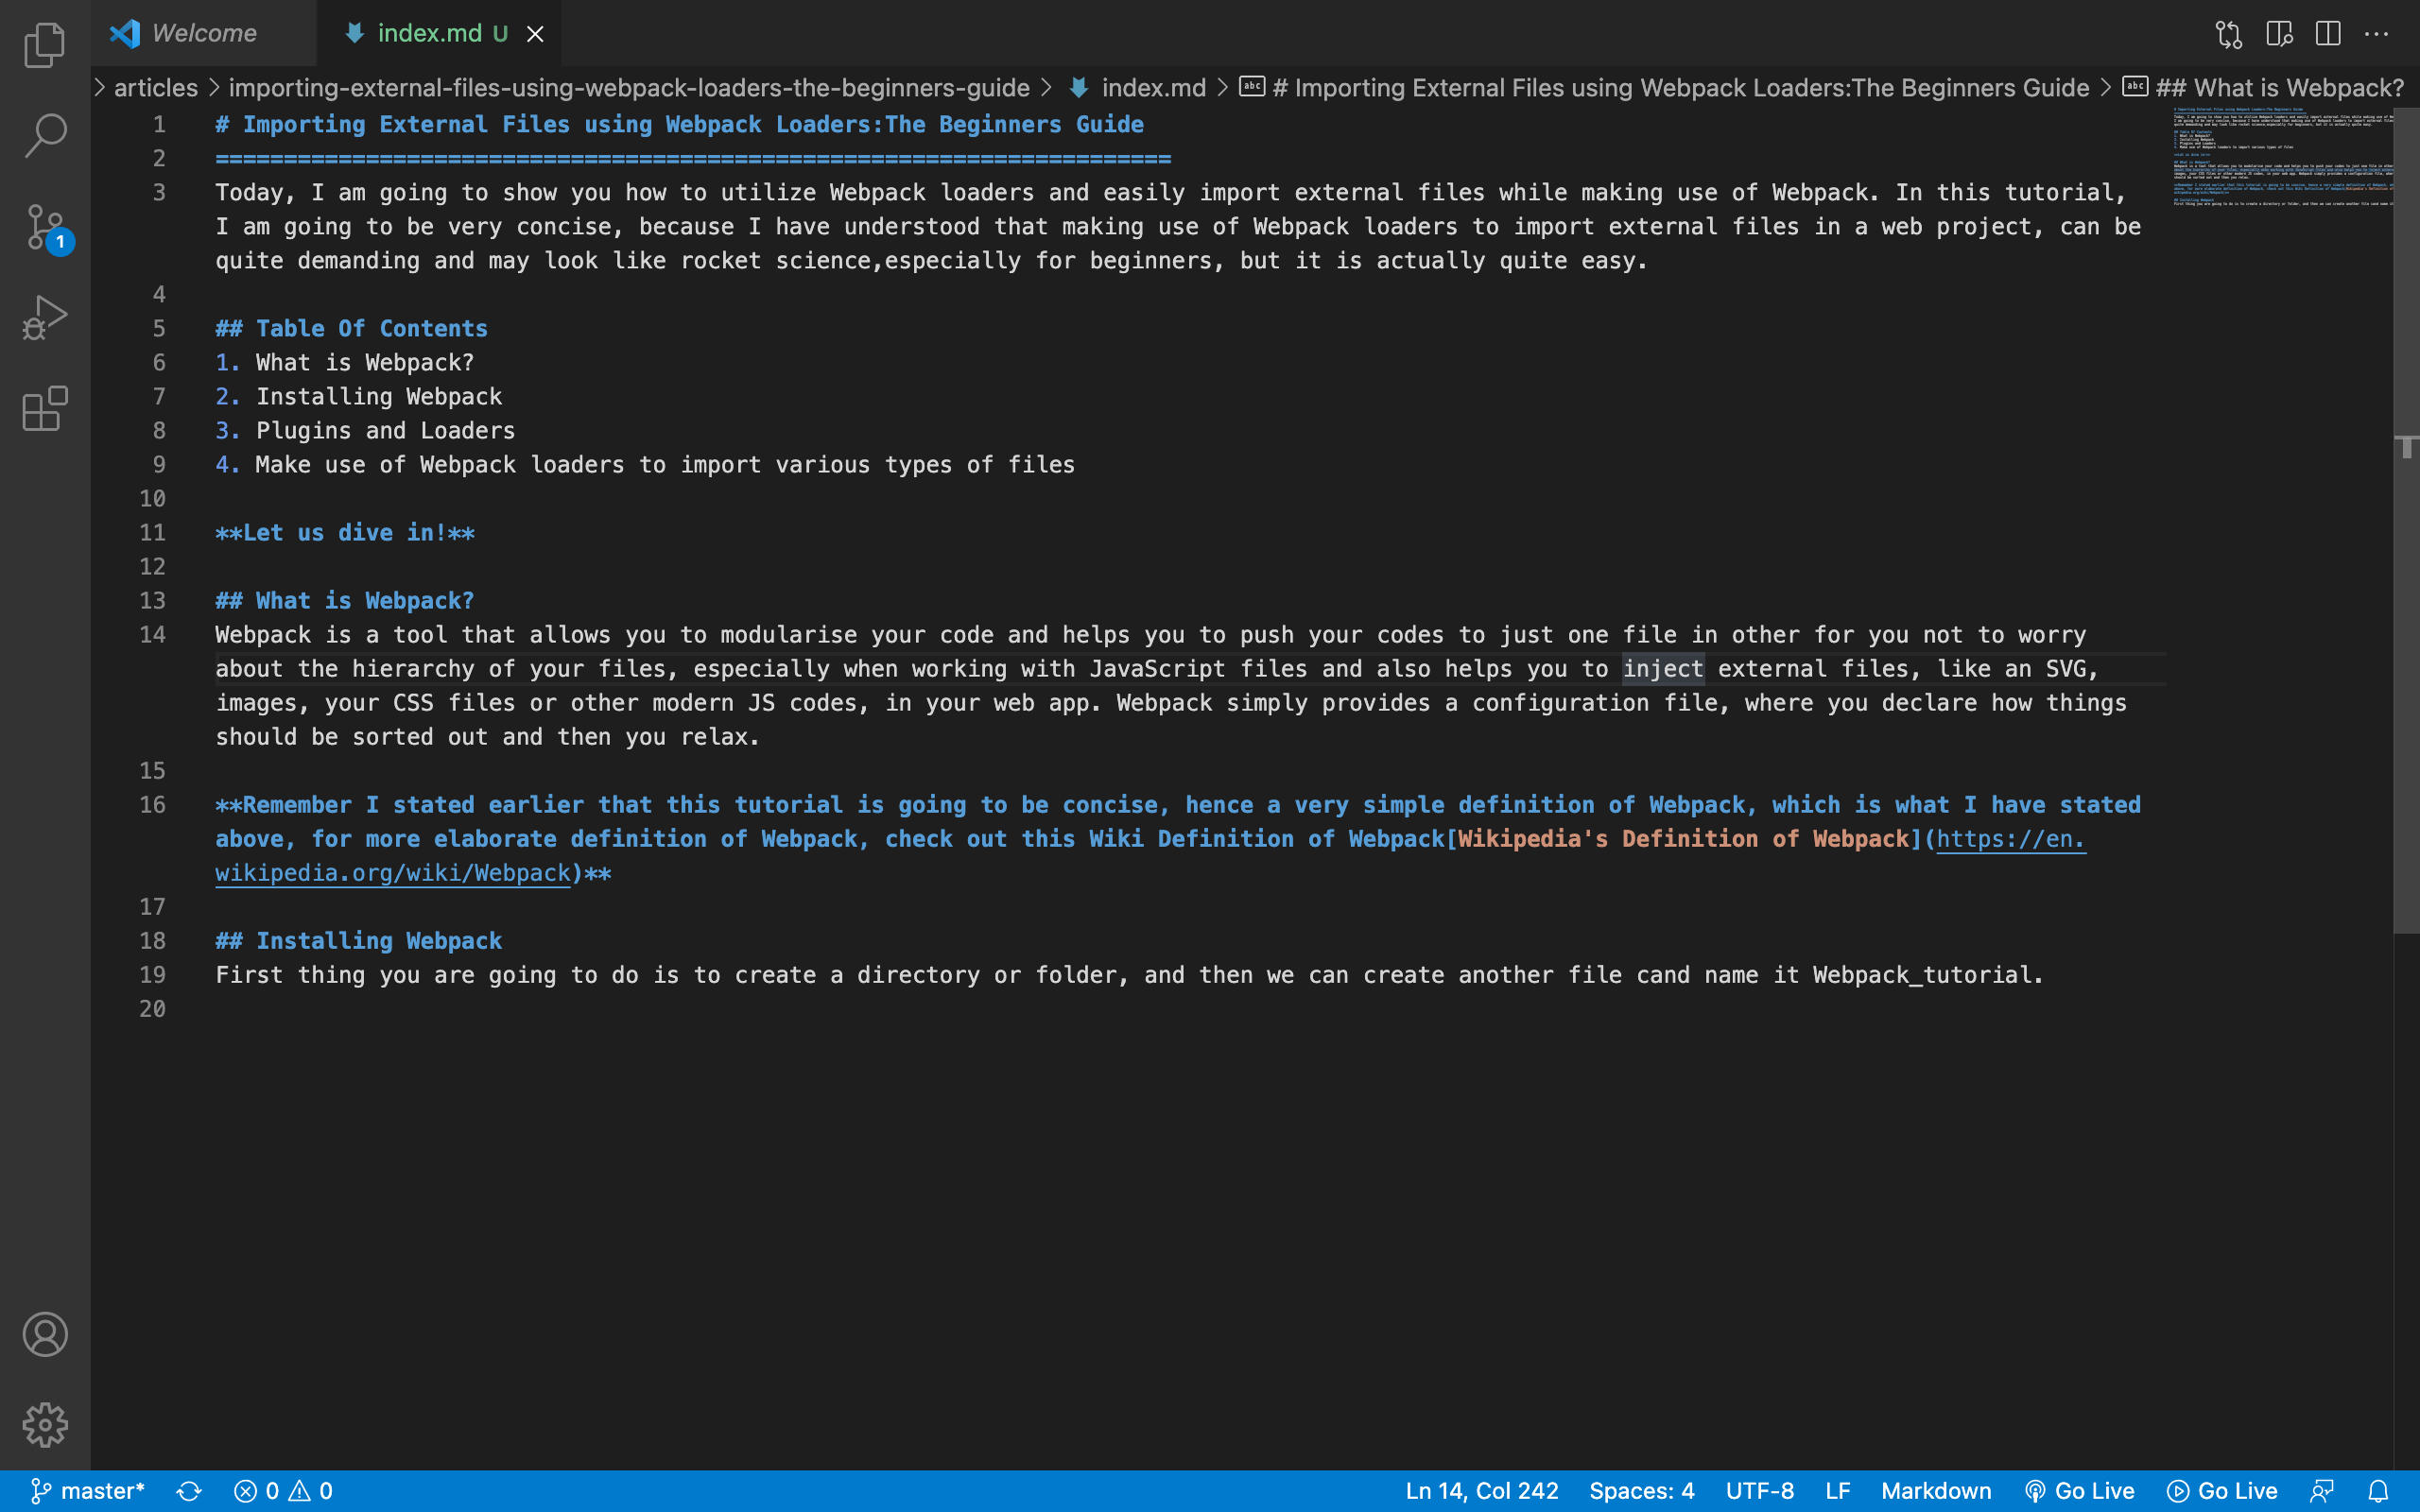 Welcome
index.md U
articles > importing-external-files-using-webpack-loaders-the-beginners-guide > index.md > # Importing External Files using Webpack Loaders:The Beginners Guide > ## What is Webpack?
1 # Importing External Files using Webpack Loaders:The Beginners Guide
2 ======================================================================
3 Today, I am going to show you how to utilize Webpack loaders and easily import external files while making use of Webpack. In this tutorial,
I am going to be very concise, because I have understood that making use of Webpack loaders to import external files in a web project, can be
quite demanding and may look like rocket science,especially for beginners, but it is actually quite easy.
4
5 ## Table Of Contents
6 1. What is Webpack?
7 2. Installing Webpack
8 3. Plugins and Loaders
9 4. Make use of Webpack loaders to import various types of files
10
11 **Let us dive in!**
12
13 ## What is Webpack?
14 Webpack is a tool that allows you to modularise your code and helps you to push your codes to just one file in other for you not to worry
about the hierarchy of your files, especially when working with JavaScript files and also helps you to inject external files, like an SVG,
images, your CSS files or other modern JS codes, in your web app. Webpack simply provides a configuration file, where you declare how things
should be sorted out and then you relax.
15
16 **Remember I stated earlier that this tutorial is going to be concise, hence a very simple definition of Webpack, which is what I have stated
above, for more elaborate definition of Webpack, check out this Wiki Definition of Webpack[Wikipedia's Definition of Webpack](https://en.
wikipedia.org/wiki/Webpack)**
17
18 ## Installing Webpack
19 First thing you are going to do is to create a directory or folder, and then we can create another file cand name it Webpack_tutorial.
20
1
master* 0 0 Ln 14, Col 242 Spaces: 4 UTF-8 LF Markdown Go Live Go Live